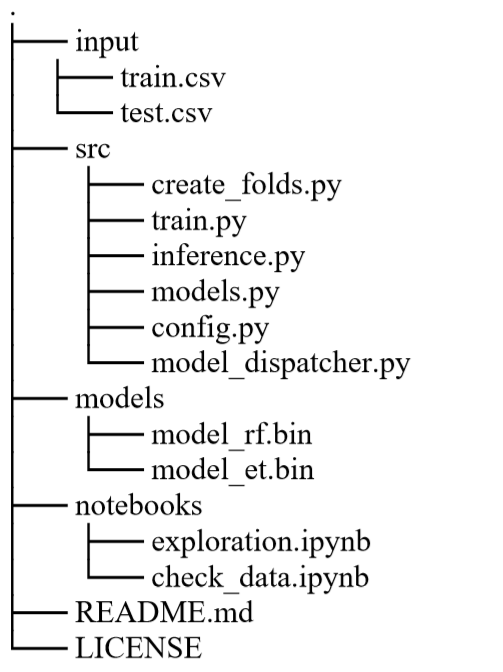 .
input
train.csv
test.csv
src
create_folds.py
train.py
inference.py
models.py
config.py
model_dispatcher.py
models
model_rf.bin
model_et.bin
notebooks
exploration.ipynb
check_data.ipynb
README.md
LICENSE